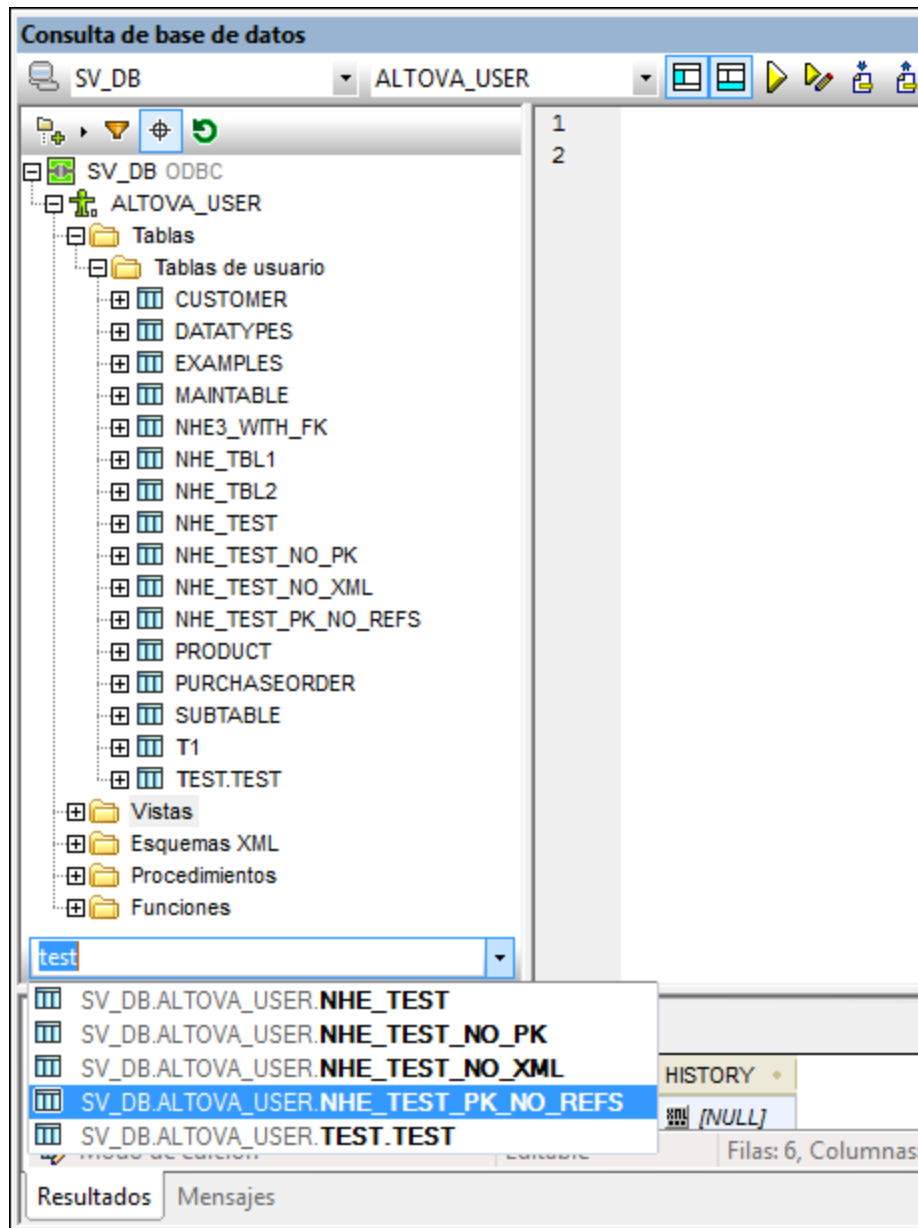 Consulta de base de datos
SV_DB ALTOVA_USER
1
2
SV_DB ODBC
ALTOVA_USER
Tablas
Tablas de usuario
CUSTOMER
DATATYPES
EXAMPLES
MAINTABLE
NHE3_WITH_FK
NHE_TBL1
NHE_TBL2
NHE_TEST
NHE_TEST_NO_PK
NHE_TEST_NO_XML
NHE_TEST_PK_NO_REFS
PRODUCT
PURCHASEORDER
SUBTABLE
T1
TEST.TEST
Vistas
Esquemas XML
Procedimientos
Funciones
test
SV_DB.ALTOVA_USER.NHE_TEST
SV_DB.ALTOVA_USER.NHE_TEST_NO_PK
SV_DB.ALTOVA_USER.NHE_TEST_NO_XML
HISTORY
SV_DB.ALTOVA_USER.NHE_TEST_PK_NO_REFS
[NULL]
SV_DB.ALTOVA_USER.TEST.TEST
Filas: 6, Columnas:
Resultados Mensajes